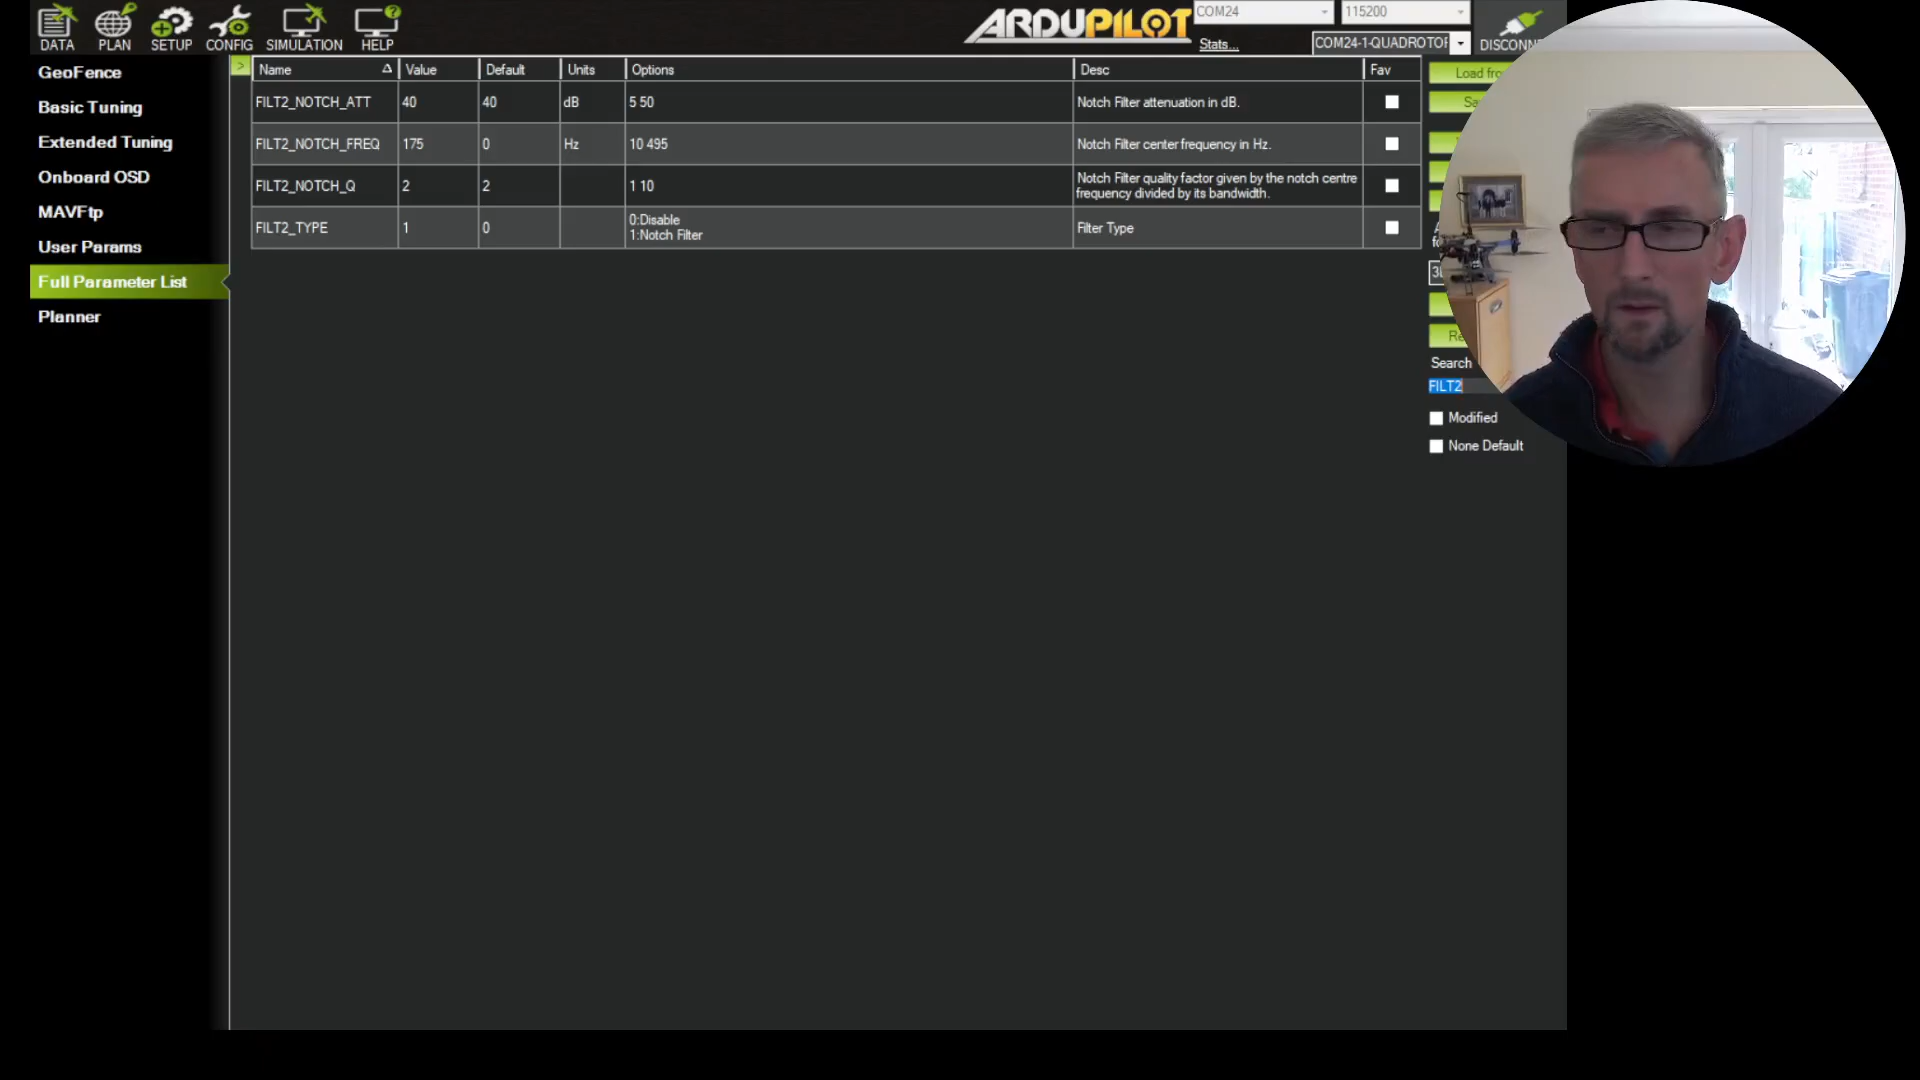 DATA PLAN SETUP CONFIG SIMULATION HELP
ARDUPILOT
COM24 115200
Stats... COM24-1-QUADROTOR
GeoFence
Basic Tuning
Extended Tuning
Onboard OSD
MAVFtp
User Params
Full Parameter List
Planner
> Name Value Default Units Options Desc Fav
FILT2_NOTCH_ATT 40 40 dB 5 50 Notch Filter attenuation in dB.
FILT2_NOTCH_FREQ 175 0 Hz 10 495 Notch Filter center frequency in Hz.
FILT2_NOTCH_Q 2 2 1 10 Notch Filter quality factor given by the notch centre
frequency divided by its bandwidth.
FILT2_TYPE 1 0 0:Disable
1:Notch Filter Filter Type
Search
FILT2
Modified
None Default